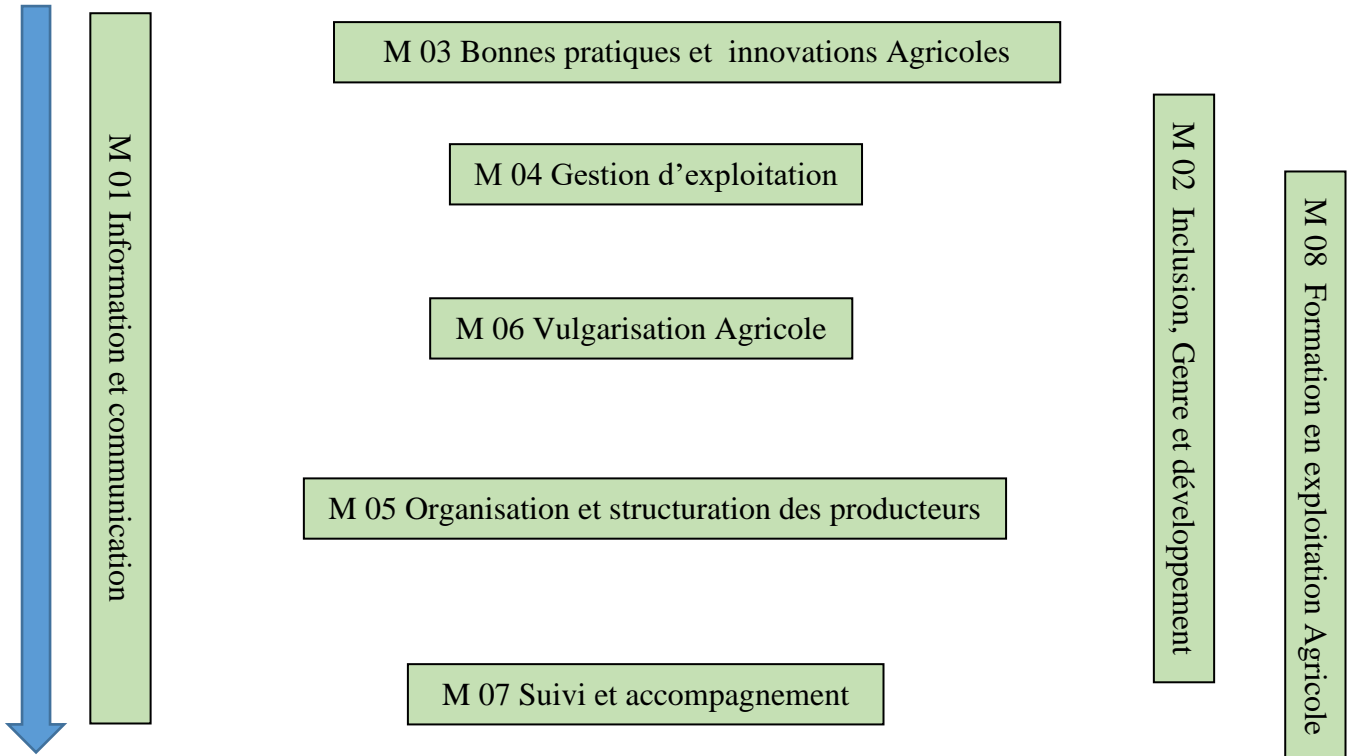 M 01 Information et communication
M 03 Bonnes pratiques et  innovations Agricoles
M 04 Gestion d’exploitation
M 06 Vulgarisation Agricole
M 05 Organisation et structuration des producteurs
M 07 Suivi et accompagnement
M 02  Inclusion, Genre et développement
M 08  Formation en exploitation Agricole